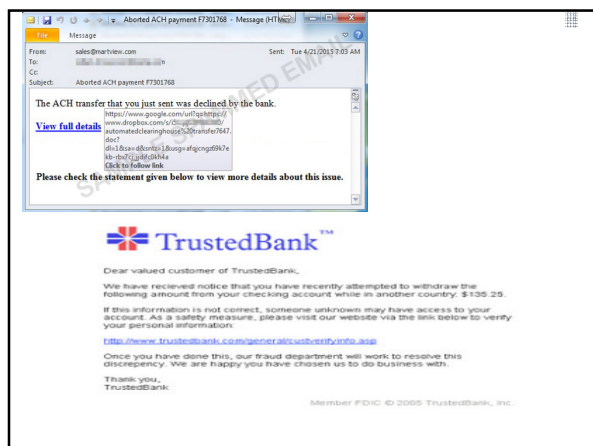 Aborted ACH payment F7301768 - Message (HTM
File Message
From: sales@martview.com Sent: Tue 4/21/2015 7:03 AM
To:
Cc:
Subject: Aborted ACH payment F7301768
The ACH transfer that you just sent was declined by the bank.
View full details
https://www.google.com/url?q=https://
www.dropbox.com/s/
automatedclearinghouse%20transfer7647.
doc?
Click to follow link
Please check the statement given below to view more details about this issue.
TrustedBank™
Dear valued customer of TrustedBank,
We have recieved notice that you have recently attempted to withdraw the
following amount from your checking account while in another country: $135.25.
If this information is not correct, someone unknown may have access to your
account. As a safety measure, please visit our website via the link below to verify
your personal information:
http://www.trustedbank.com/general/custverifyinfo.asp
Once you have done this, our fraud department will work to resolve this
discrepency. We are happy you have chosen us to do business with.
Thank you,
TrustedBank
Member FDIC © 2005 TrustedBank, Inc.